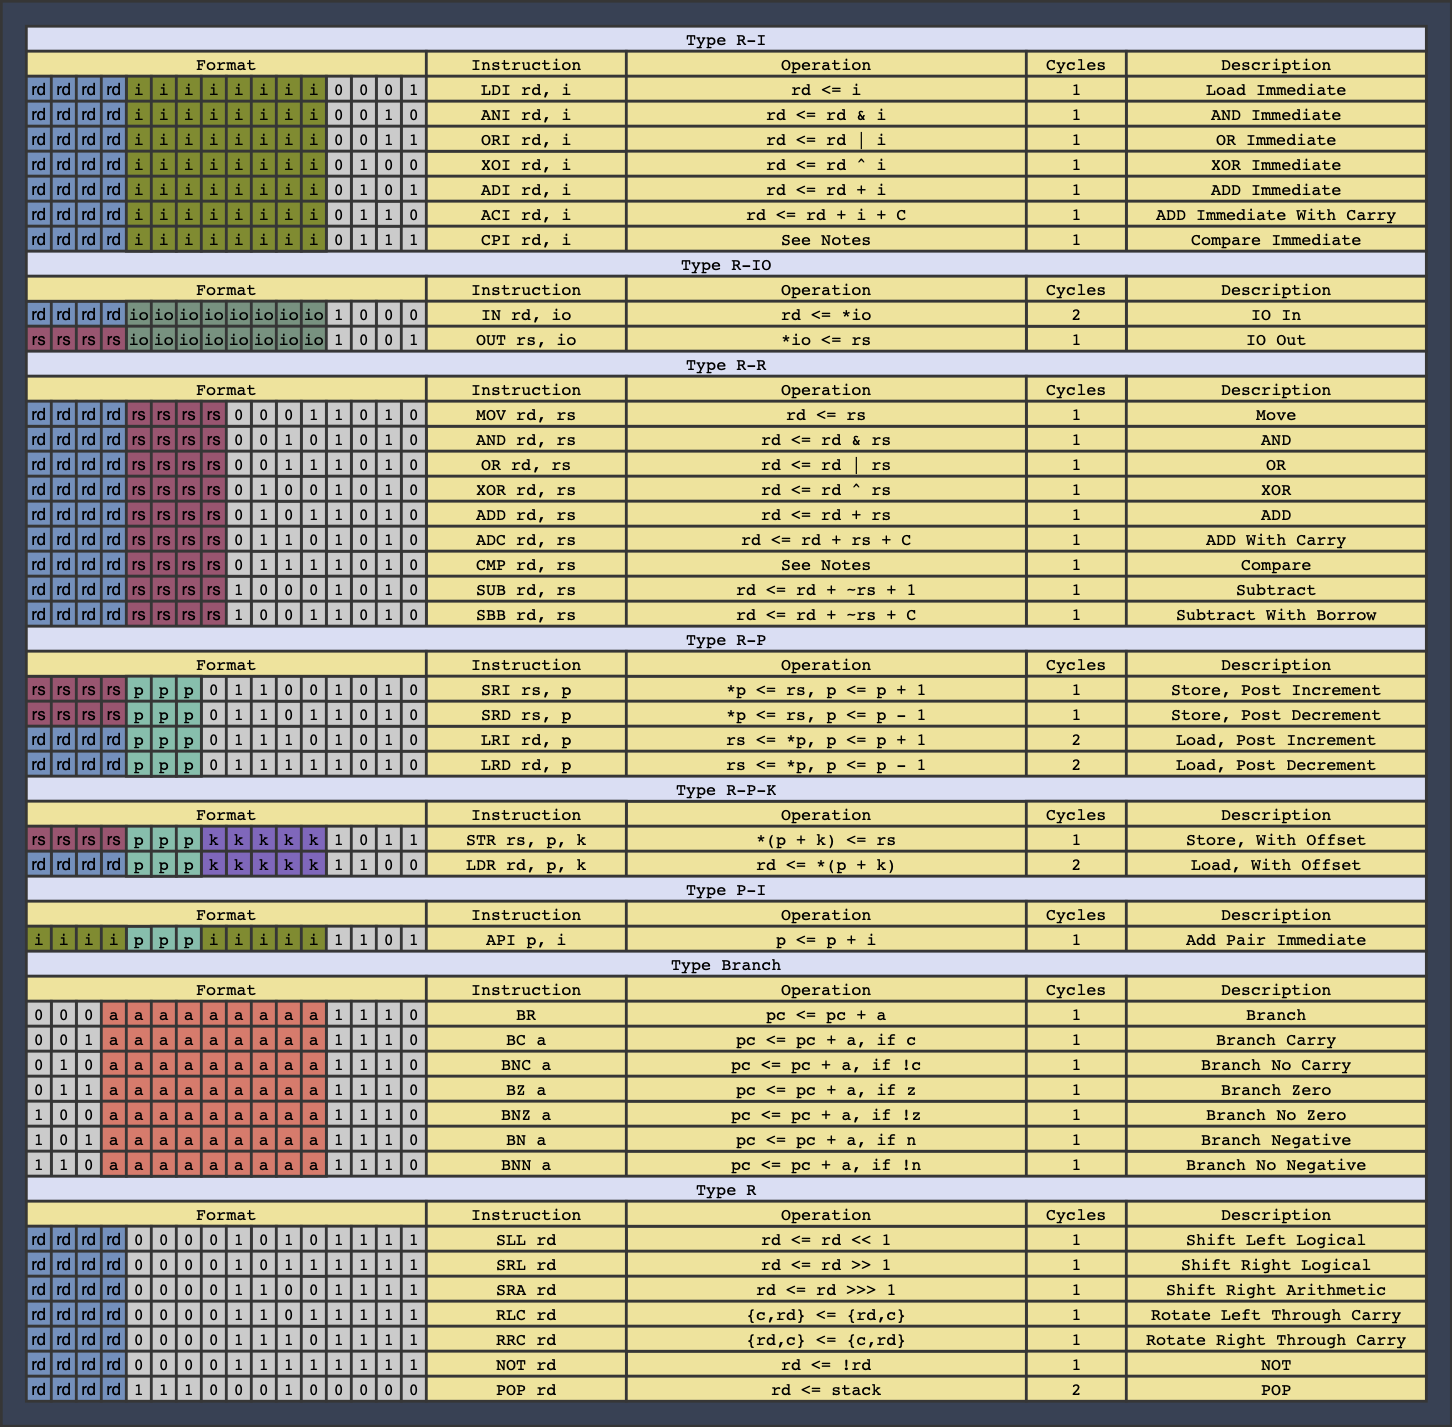 Type R-I
Format Instruction Operation Cycles Description
rd rd rd rd i i i i i i i i 0 0 0 1 LDI rd, i rd <= i 1 Load Immediate
rd rd rd rd i i i i i i i i 0 0 1 0 ANI rd, i rd <= rd & i 1 AND Immediate
rd rd rd rd i i i i i i i i 0 0 1 1 ORI rd, i rd <= rd | i 1 OR Immediate
rd rd rd rd i i i i i i i i 0 1 0 0 XOI rd, i rd <= rd ^ i 1 XOR Immediate
rd rd rd rd i i i i i i i i 0 1 0 1 ADI rd, i rd <= rd + i 1 ADD Immediate
rd rd rd rd i i i i i i i i 0 1 1 0 ACI rd, i rd <= rd + i + C 1 ADD Immediate With Carry
rd rd rd rd i i i i i i i i 0 1 1 1 CPI rd, i See Notes 1 Compare Immediate
Type R-IO
Format Instruction Operation Cycles Description
rd rd rd rd io io io io io io io io 1 0 0 0 IN rd, io rd <= *io 2 IO In
rs rs rs rs io io io io io io io io 1 0 0 1 OUT rs, io *io <= rs 1 IO Out
Type R-R
Format Instruction Operation Cycles Description
rd rd rd rd rs rs rs rs 0 0 0 1 1 0 1 0 MOV rd, rs rd <= rs 1 Move
rd rd rd rd rs rs rs rs 0 0 1 0 1 0 1 0 AND rd, rs rd <= rd & rs 1 AND
rd rd rd rd rs rs rs rs 0 0 1 1 1 0 1 0 OR rd, rs rd <= rd | rs 1 OR
rd rd rd rd rs rs rs rs 0 1 0 0 1 0 1 0 XOR rd, rs rd <= rd ^ rs 1 XOR
rd rd rd rd rs rs rs rs 0 1 0 1 1 0 1 0 ADD rd, rs rd <= rd + rs 1 ADD
rd rd rd rd rs rs rs rs 0 1 1 0 1 0 1 0 ADC rd, rs rd <= rd + rs + C 1 ADD With Carry
rd rd rd rd rs rs rs rs 0 1 1 1 1 0 1 0 CMP rd, rs See Notes 1 Compare
rd rd rd rd rs rs rs rs 1 0 0 0 1 0 1 0 SUB rd, rs rd <= rd + ~rs + 1 1 Subtract
rd rd rd rd rs rs rs rs 1 0 0 1 1 0 1 0 SBB rd, rs rd <= rd + ~rs + C 1 Subtract With Borrow
Type R-P
Format Instruction Operation Cycles Description
rs rs rs rs p p p 0 1 1 0 0 1 0 1 0 SRI rs, p *p <= rs, p <= p + 1 1 Store, Post Increment
rs rs rs rs p p p 0 1 1 0 1 1 0 1 0 SRD rs, p *p <= rs, p <= p - 1 1 Store, Post Decrement
rd rd rd rd p p p 0 1 1 1 0 1 0 1 0 LRI rd, p rs <= *p, p <= p + 1 2 Load, Post Increment
rd rd rd rd p p p 0 1 1 1 1 1 0 1 0 LRD rd, p rs <= *p, p <= p - 1 2 Load, Post Decrement
Type R-P-K
Format Instruction Operation Cycles Description
rs rs rs rs p p p k k k k k 1 0 1 1 STR rs, p, k *(p + k) <= rs 1 Store, With Offset
rd rd rd rd p p p k k k k k 1 1 0 0 LDR rd, p, k rd <= *(p + k) 2 Load, With Offset
Type P-I
Format Instruction Operation Cycles Description
i i i i p p p i i i i i 1 1 0 1 API p, i p <= p + i 1 Add Pair Immediate
Type Branch
Format Instruction Operation Cycles Description
0 0 0 a a a a a a a a a 1 1 1 0 BR pc <= pc + a 1 Branch
0 0 1 a a a a a a a a a 1 1 1 0 BC a pc <= pc + a, if c 1 Branch Carry
0 1 0 a a a a a a a a a 1 1 1 0 BNC a pc <= pc + a, if !c 1 Branch No Carry
0 1 1 a a a a a a a a a 1 1 1 0 BZ a pc <= pc + a, if z 1 Branch Zero
1 0 0 a a a a a a a a a 1 1 1 0 BNZ a pc <= pc + a, if !z 1 Branch No Zero
1 0 1 a a a a a a a a a 1 1 1 0 BN a pc <= pc + a, if n 1 Branch Negative
1 1 0 a a a a a a a a a 1 1 1 0 BNN a pc <= pc + a, if !n 1 Branch No Negative
Type R
Format Instruction Operation Cycles Description
rd rd rd rd 0 0 0 0 1 0 1 0 1 1 1 1 SLL rd rd <= rd << 1 1 Shift Left Logical
rd rd rd rd 0 0 0 0 1 0 1 1 1 1 1 1 SRL rd rd <= rd >> 1 1 Shift Right Logical
rd rd rd rd 0 0 0 0 1 1 0 0 1 1 1 1 SRA rd rd <= rd >>> 1 1 Shift Right Arithmetic
rd rd rd rd 0 0 0 0 1 1 0 1 1 1 1 1 RLC rd {c,rd} <= {rd,c} 1 Rotate Left Through Carry
rd rd rd rd 0 0 0 0 1 1 1 0 1 1 1 1 RRC rd {rd,c} <= {c,rd} 1 Rotate Right Through Carry
rd rd rd rd 0 0 0 0 1 1 1 1 1 1 1 1 NOT rd rd <= !rd 1 NOT
rd rd rd rd 1 1 1 0 0 0 1 0 0 0 0 0 POP rd rd <= stack 2 POP